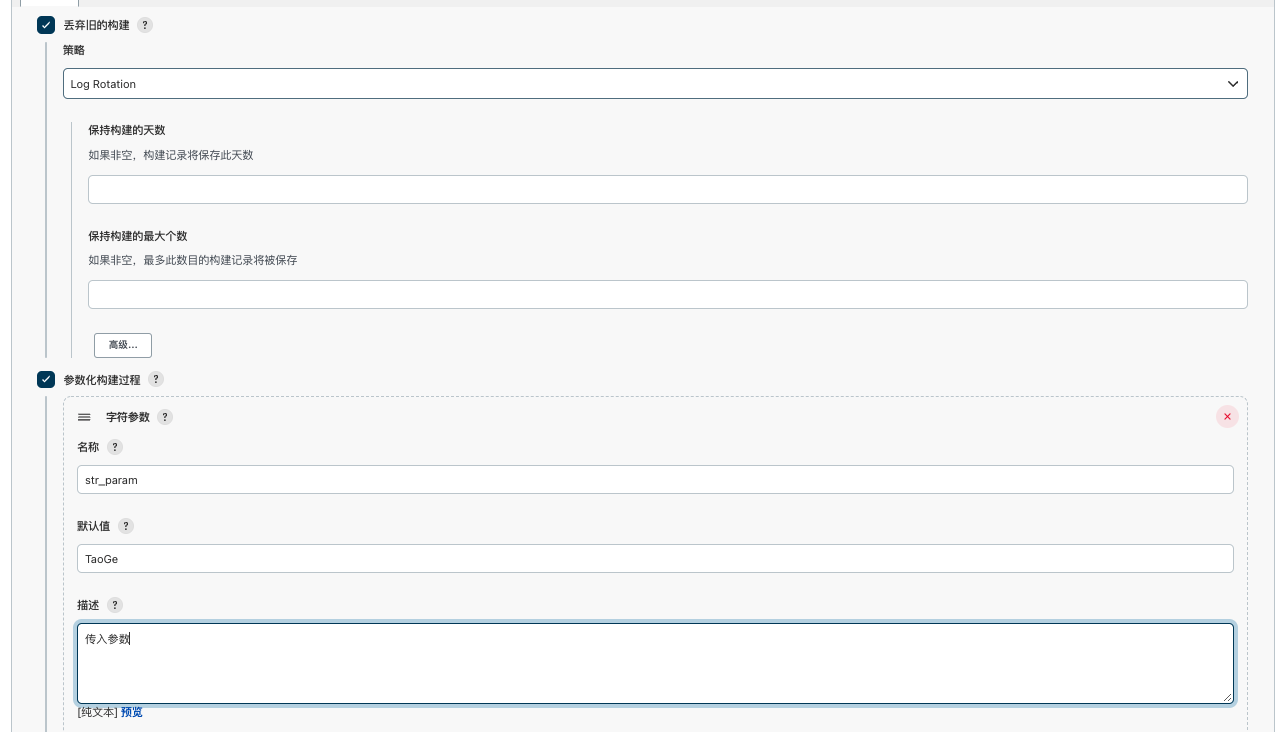 丢弃旧的构建 ?
策略
Log Rotation
保持构建的天数
如果非空，构建记录将保存此天数
保持构建的最大个数
如果非空，最多此数目的构建记录将被保存
高级...
参数化构建过程 ?
字符参数 ?
名称 ?
str_param
默认值 ?
TaoGe
描述 ?
传入参数
[纯文本] 预览